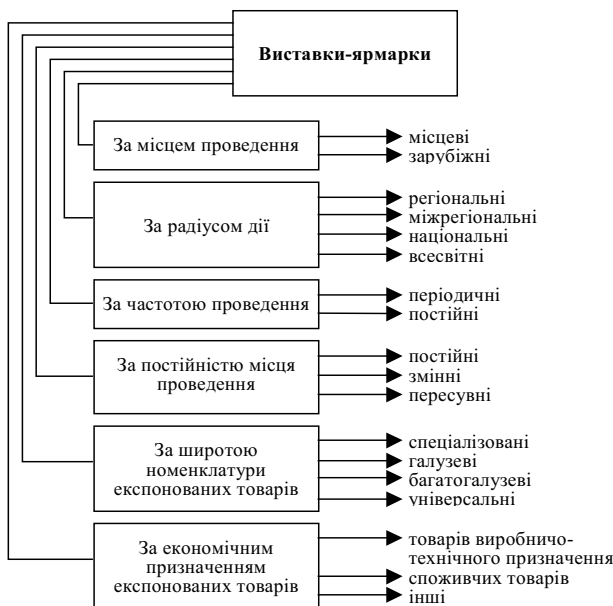 Виставки-ярмарки
За місцем проведення
місцеві
зарубіжні
За радіусом дії
регіональні
міжрегіональні
національні
всесвітні
За частотою проведення
періодичні
постійні
За постійністю місця
проведення
постійні
змінні
пересувні
За широтою
номенклатури
експонованих товарів
спеціалізовані
галузеві
багатогалузеві
універсальні
За економічним
призначенням
експонованих товарів
товарів виробничо-
технічного призначення
споживчих товарів
інші